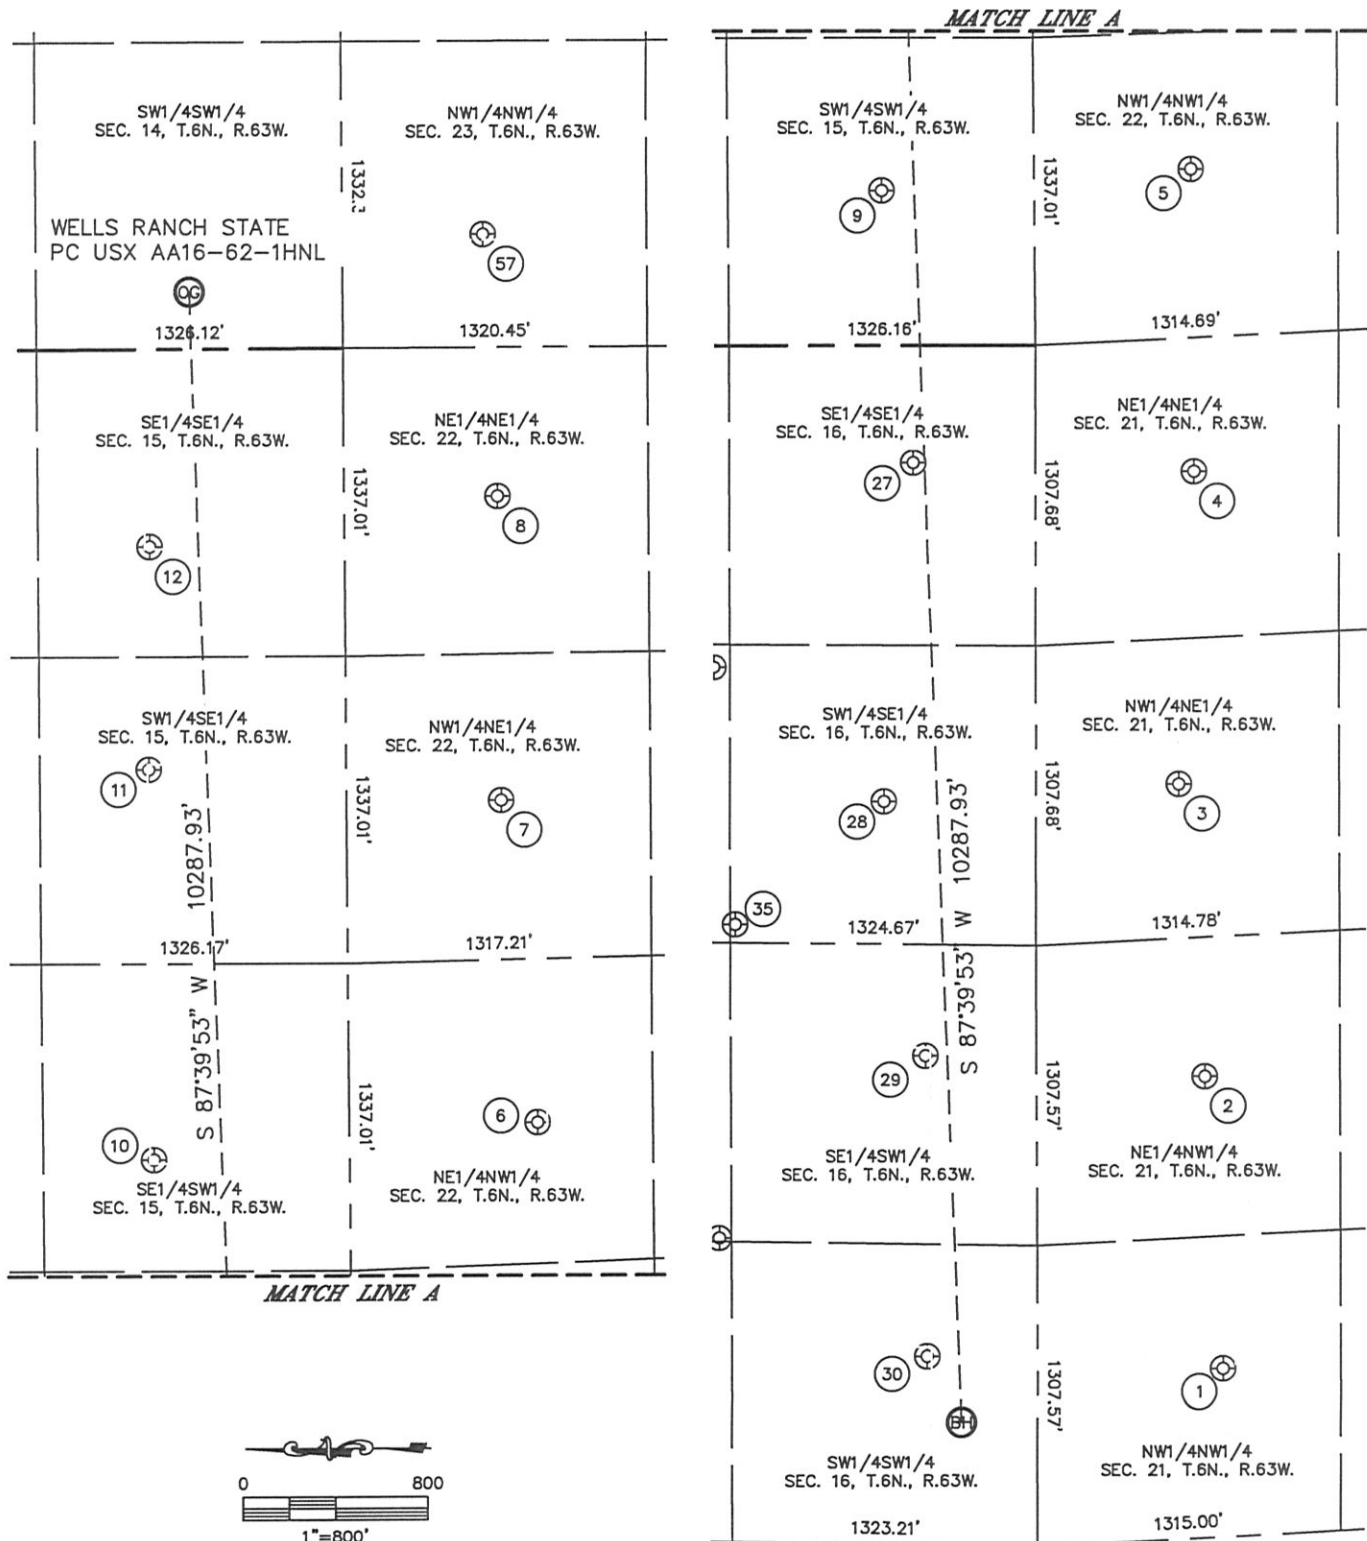 SW1/4SW1/4
SEC. 14, T.6N., R.63W.
NW1/4NW1/4
SEC. 23, T.6N., R.63W.
WELLS RANCH STATE
PC USX AA16-62-1HNL
OG
57
1326.12'
1320.45'
SE1/4SE1/4
SEC. 15, T.6N., R.63W.
NE1/4NE1/4
SEC. 22, T.6N., R.63W.
1337.01'
8
12
SW1/4SE1/4
SEC. 15, T.6N., R.63W.
NW1/4NE1/4
SEC. 22, T.6N., R.63W.
11
1337.01'
7
S 87°39'53" W 10287.93'
1326.17'
1317.21'
10
6
1337.01'
SE1/4SW1/4
SEC. 15, T.6N., R.63W.
NE1/4NW1/4
SEC. 22, T.6N., R.63W.
MATCH LINE A
0 800
1"=800'
MATCH LINE A
SW1/4SW1/4
SEC. 15, T.6N., R.63W.
NW1/4NW1/4
SEC. 22, T.6N., R.63W.
9
1337.01'
5
1326.16'
1314.69'
SE1/4SE1/4
SEC. 16, T.6N., R.63W.
NE1/4NE1/4
SEC. 21, T.6N., R.63W.
27
1307.68'
4
SW1/4SE1/4
SEC. 16, T.6N., R.63W.
NW1/4NE1/4
SEC. 21, T.6N., R.63W.
28
1307.68'
3
35
S 87°39'53" W 10287.93'
1324.67'
1314.78'
29
1307.57'
2
SE1/4SW1/4
SEC. 16, T.6N., R.63W.
NE1/4NW1/4
SEC. 21, T.6N., R.63W.
30
1307.57'
1
BH
SW1/4SW1/4
SEC. 16, T.6N., R.63W.
NW1/4NW1/4
SEC. 21, T.6N., R.63W.
1323.21'
1315.00'